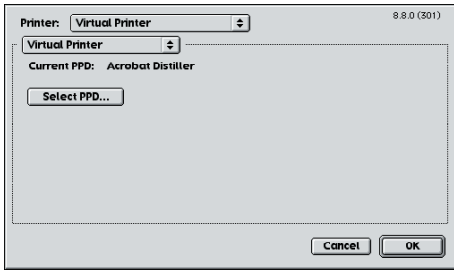 Printer: Virtual Printer 8.8.0 (301)
Virtual Printer
Current PPD: Acrobat Distiller
Select PPD...
Cancel OK